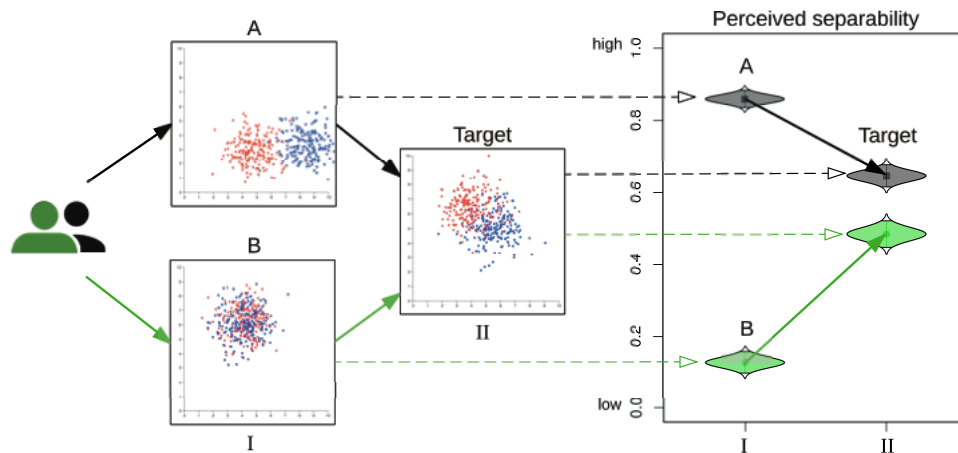 A
B
I
Target
II
Perceived separability
high
1.0
0.8
0.6
0.4
0.2
0.0
low
A
Target
B
I
II